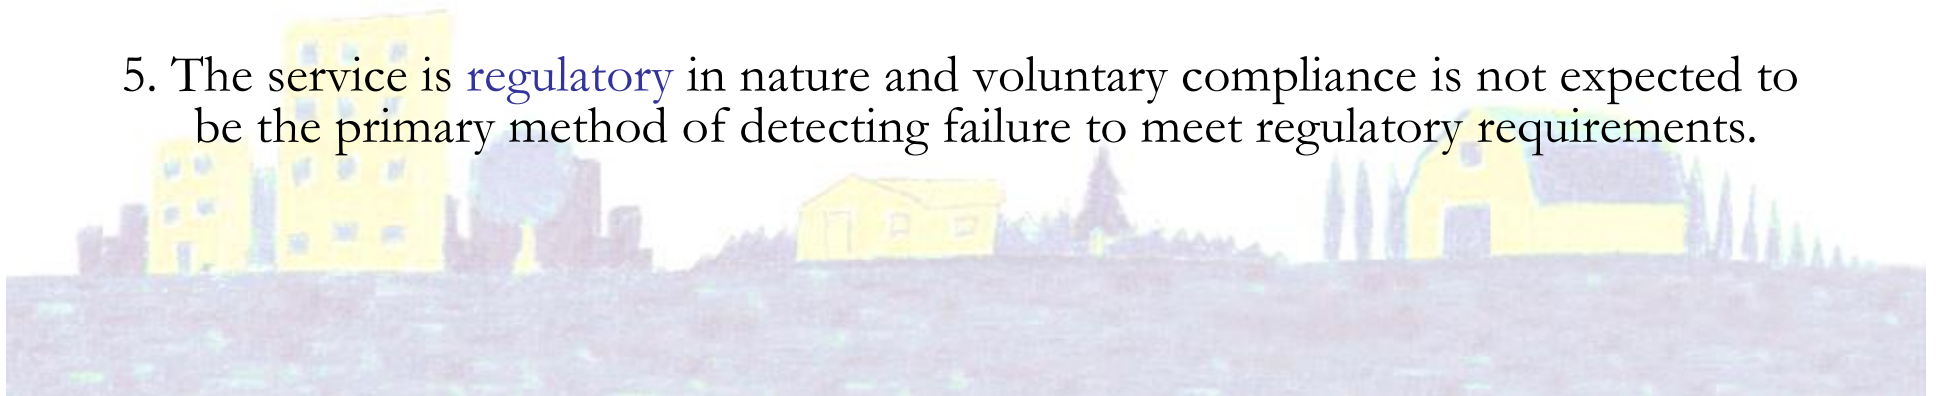 5. The service is regulatory in nature and voluntary compliance is not expected to
be the primary method of detecting failure to meet regulatory requirements.